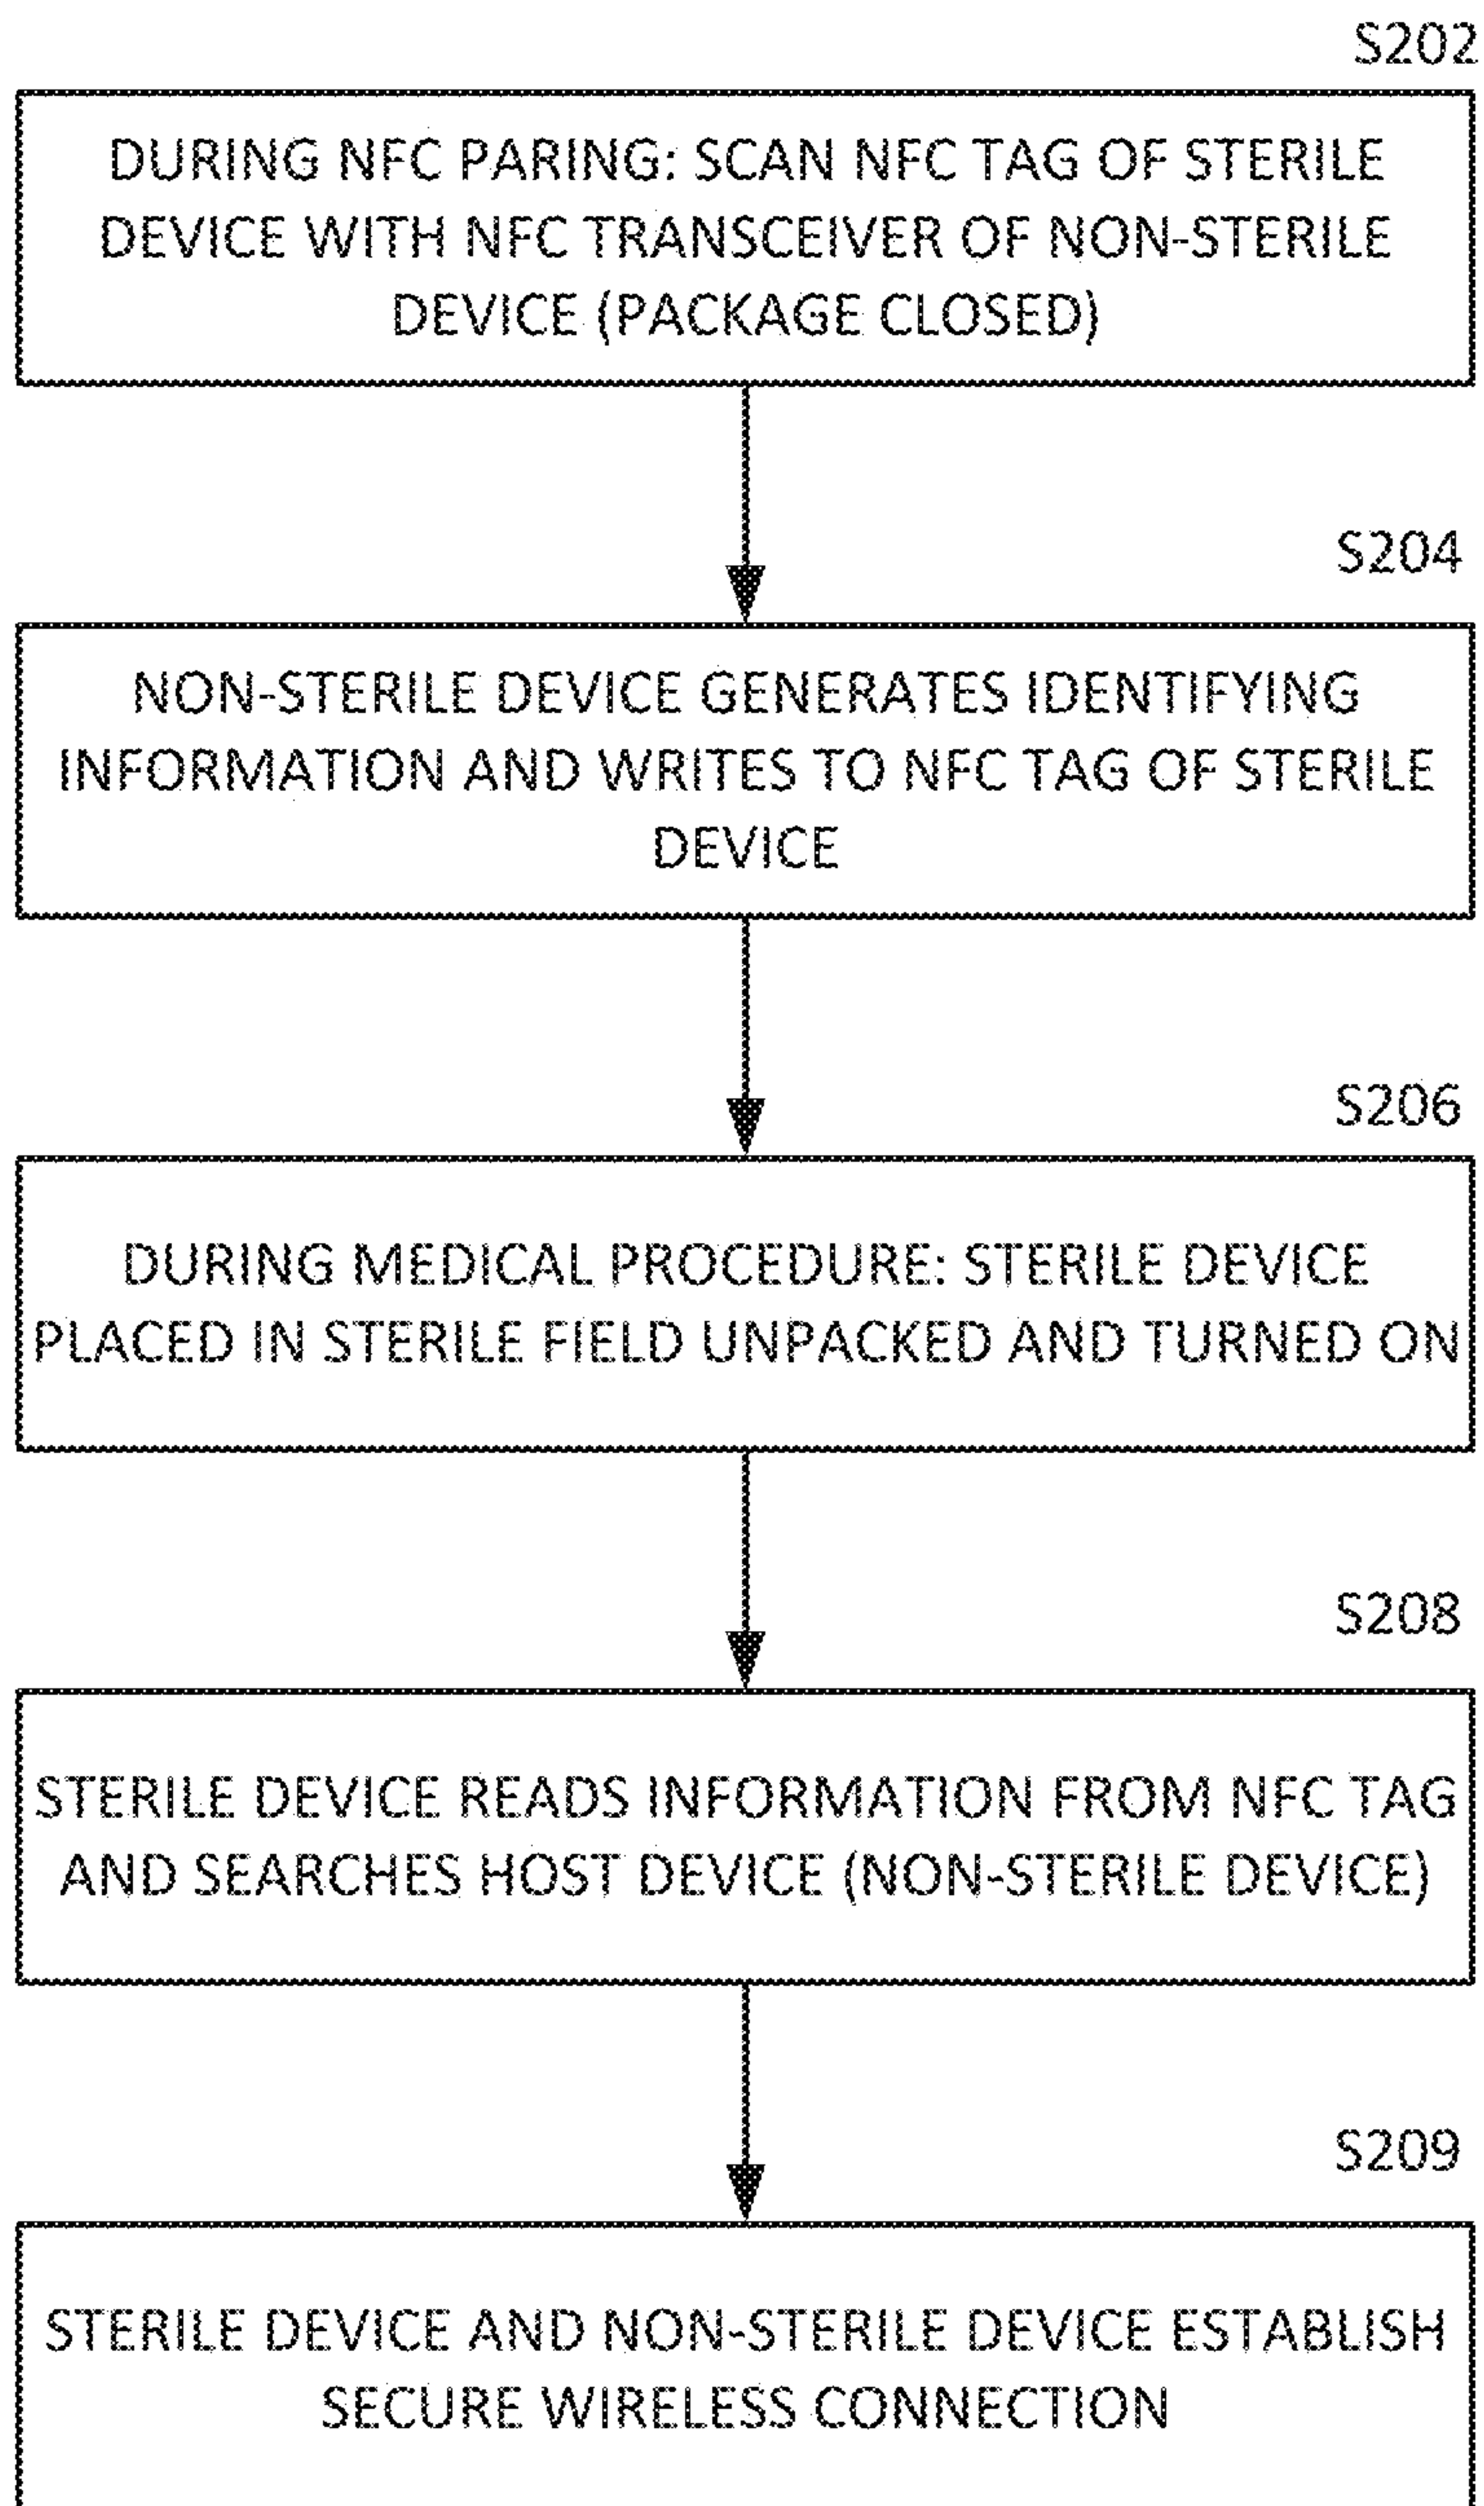 S202
DURING NFC PARING: SCAN NFC TAG OF STERILE
DEVICE WITH NFC TRANSCEIVER OF NON-STERILE
DEVICE (PACKAGE CLOSED)
S204
NON-STERILE DEVICE GENERATES IDENTIFYING
INFORMATION AND WRITES TO NFC TAG OF STERILE
DEVICE
S206
DURING MEDICAL PROCEDURE: STERILE DEVICE
PLACED IN STERILE FIELD UNPACKED AND TURNED ON
S208
STERILE DEVICE READS INFORMATION FROM NFC TAG
AND SEARCHES HOST DEVICE (NON-STERILE DEVICE)
S209
STERILE DEVICE AND NON-STERILE DEVICE ESTABLISH
SECURE WIRELESS CONNECTION